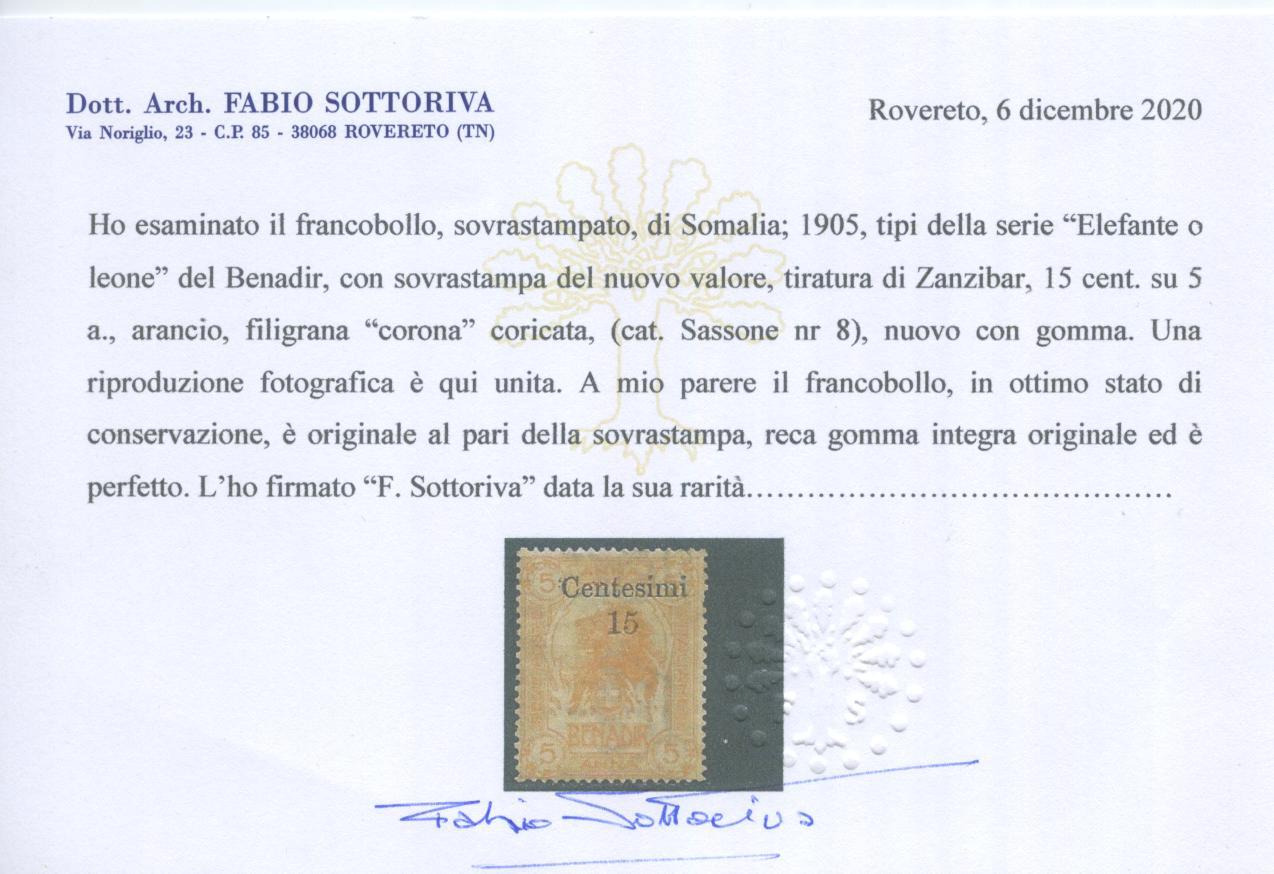 Dott. Arch. FABIO SOTTORIVA
Via Noriglio, 23 - C.P. 85 - 38068 ROVERETO (TN)
Rovereto, 6 dicembre 2020
Ho esaminato il francobollo, sovrastampato, di Somalia; 1905, tipi della serie “Elefante o
leone” del Benadir, con sovrastampa del nuovo valore, tiratura di Zanzibar, 15 cent. su 5
a., arancio, filigrana “corona” coricata, (cat. Sassone nr 8), nuovo con gomma. Una
riproduzione fotografica è qui unita. A mio parere il francobollo, in ottimo stato di
conservazione, è originale al pari della sovrastampa, reca gomma integra originale ed è
perfetto. L’ho firmato “F. Sottoriva” data la sua rarità..........................................
5
Centesimi
15
BENADIR
5 5
F S
Fabio Sottoriva